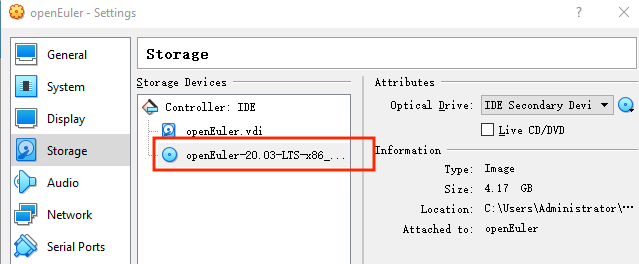 openEuler - Settings
General
System
Display
Storage
Audio
Network
Serial Ports
Storage
Storage Devices
Controller: IDE
openEuler.vdi
openEuler-20.03-LTS-x86_...
Attributes
Optical Drive: IDE Secondary Devi
Live CD/DVD
Information
Type: Image
Size: 4.17 GB
Location: C:\Users\Administrator\...
Attached to: openEuler